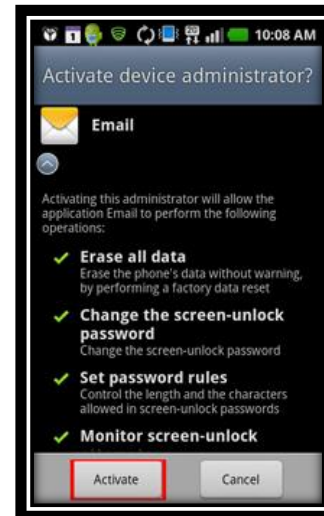 10:08 AM
Activate device administrator?
Email
Activating this administrator will allow the
application Email to perform the following
operations:
Erase all data
Erase the phone's data without warning,
by performing a factory data reset
Change the screen-unlock
password
Change the screen-unlock password
Set password rules
Control the length and the characters
allowed in screen-unlock passwords
Monitor screen-unlock
Activate
Cancel